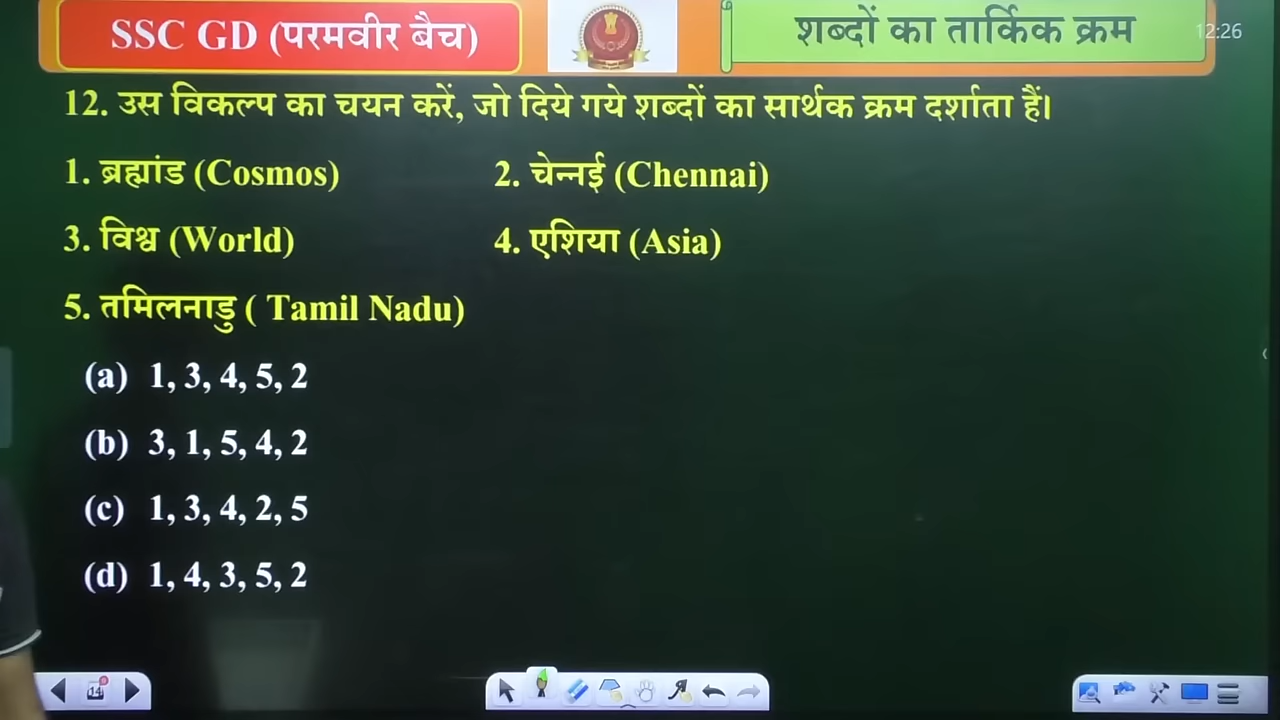 SSC GD (परमवीर बैच)
शब्दों का तार्किक क्रम
12:26
12. उस विकल्प का चयन करें, जो दिये गये शब्दों का सार्थक क्रम दर्शाता हैं।
1. ब्रह्मांड (Cosmos) 2. चेन्नई (Chennai)
3. विश्व (World) 4. एशिया (Asia)
5. तमिलनाडु ( Tamil Nadu)
(a) 1, 3, 4, 5, 2
(b) 3, 1, 5, 4, 2
(c) 1, 3, 4, 2, 5
(d) 1, 4, 3, 5, 2
14